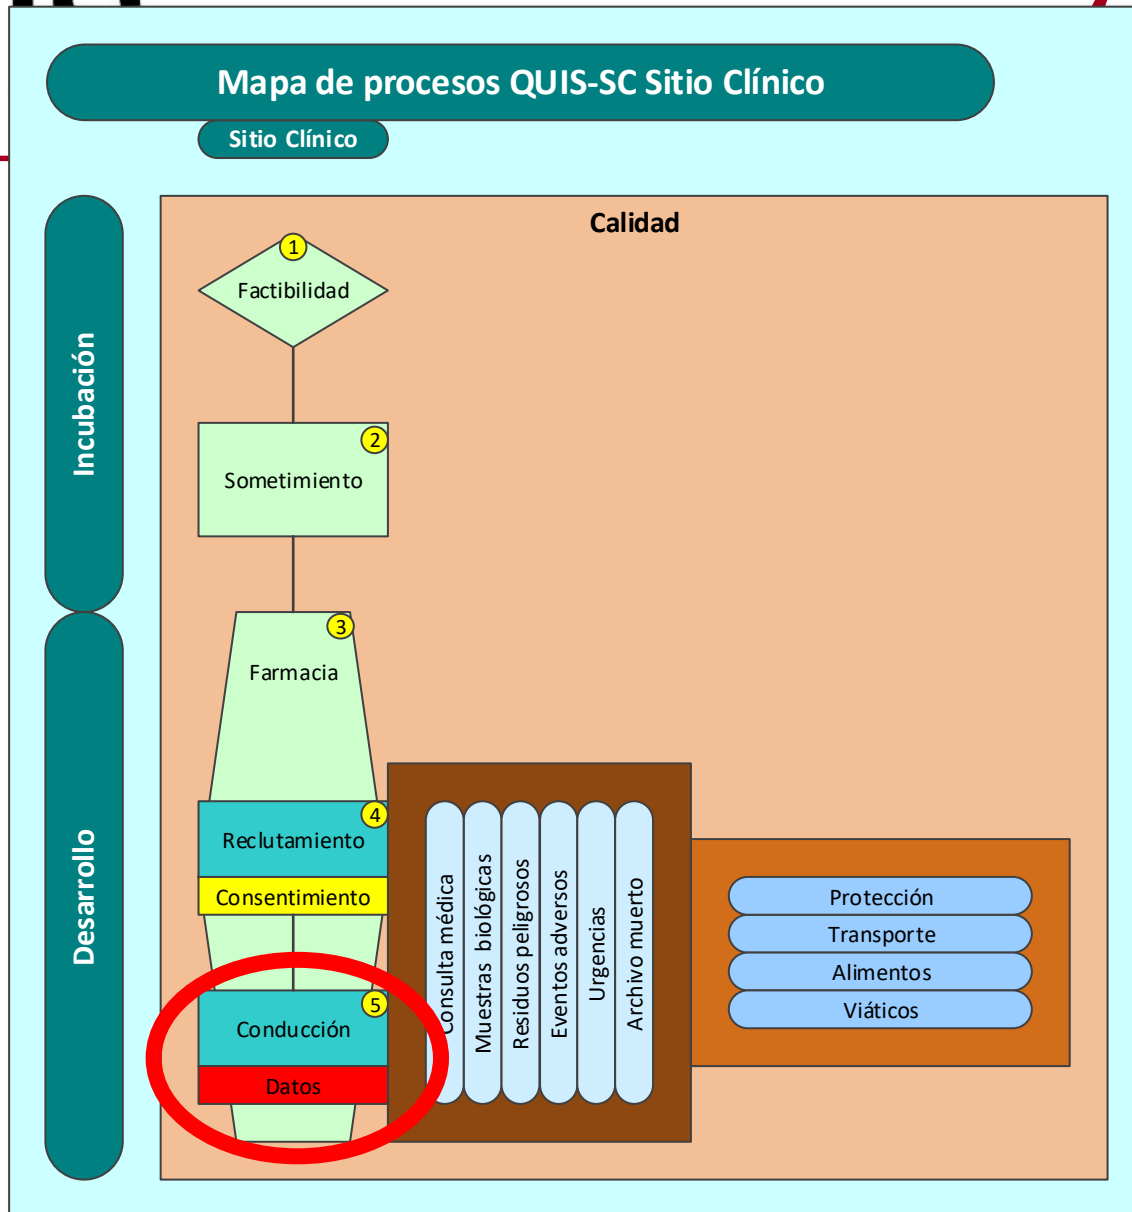 Mapa de procesos QUIS-SC Sitio Clínico
Sitio Clínico
Incubación
Desarrollo
Calidad
1
Factibilidad
2
Sometimiento
3
Farmacia
4
Reclutamiento
Consentimiento
5
Conducción
Datos
Consulta médica
Muestras biológicas
Residuos peligrosos
Eventos adversos
Urgencias
Archivo muerto
Protección
Transporte
Alimentos
Viáticos